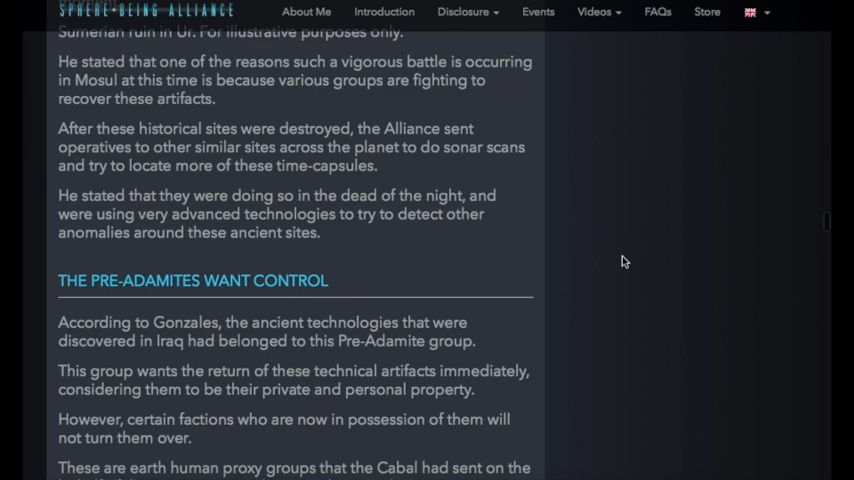 SPHERE•BEING ALLIANCE
About Me Introduction Disclosure Events Videos FAQs Store
Sumerian ruin in Ur. For illustrative purposes only.
He stated that one of the reasons such a vigorous battle is occurring
in Mosul at this time is because various groups are fighting to
recover these artifacts.
After these historical sites were destroyed, the Alliance sent
operatives to other similar sites across the planet to do sonar scans
and try to locate more of these time-capsules.
He stated that they were doing so in the dead of the night, and
were using very advanced technologies to try to detect other
anomalies around these ancient sites.
THE PRE-ADAMITES WANT CONTROL
According to Gonzales, the ancient technologies that were
discovered in Iraq had belonged to this Pre-Adamite group.
This group wants the return of these technical artifacts immediately,
considering them to be their private and personal property.
However, certain factions who are now in possession of them will
not turn them over.
These are earth human proxy groups that the Cabal had sent on the